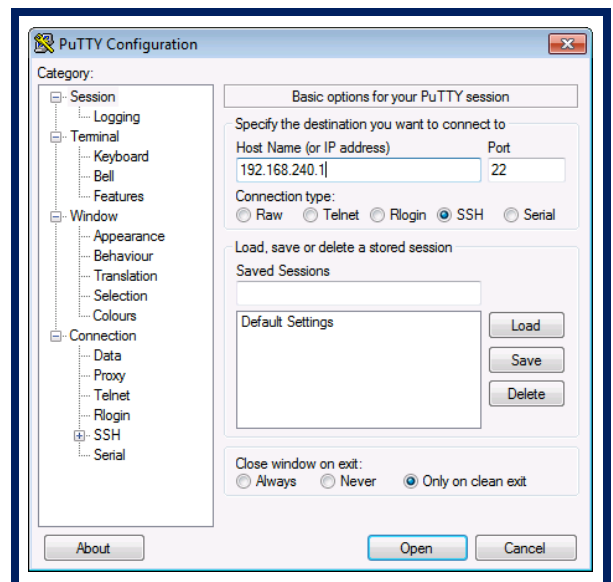 PuTTY Configuration
Category:
Session
Logging
Terminal
Keyboard
Bell
Features
Window
Appearance
Behaviour
Translation
Selection
Colours
Connection
Data
Proxy
Telnet
Rlogin
SSH
Serial
Basic options for your PuTTY session
Specify the destination you want to connect to
Host Name (or IP address) Port
192.168.240.1 22
Connection type:
Raw Telnet Rlogin SSH Serial
Load, save or delete a stored session
Saved Sessions
Default Settings
Load
Save
Delete
Close window on exit:
Always Never Only on clean exit
About Open Cancel